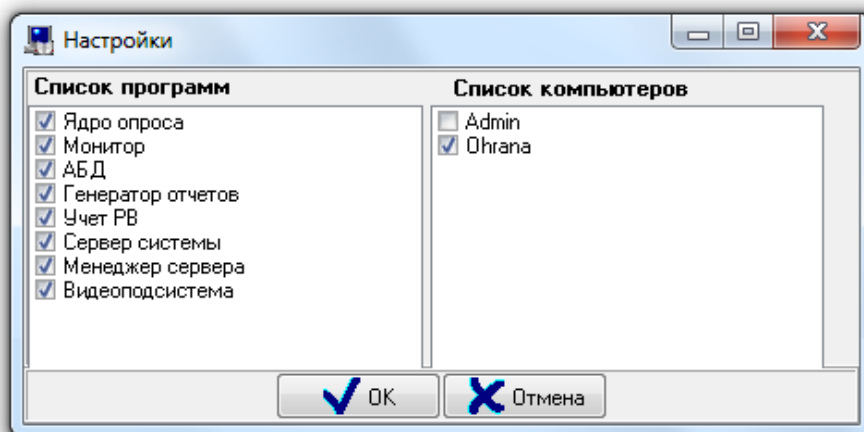 Настройки
Список программ
Ядро опроса
Монитор
АБД
Генератор отчетов
Учет РВ
Сервер системы
Менеджер сервера
Видеоподсистема
Список компьютеров
Admin
Ohrana
OK
Отмена